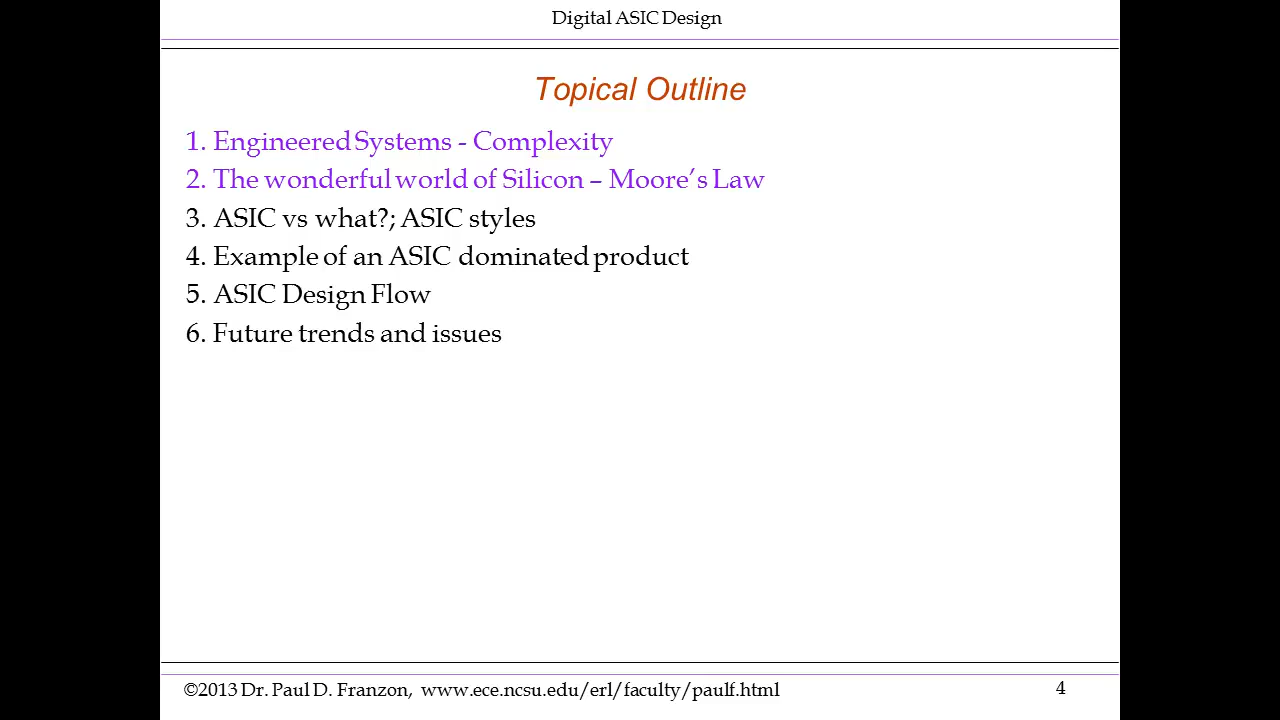 Digital ASIC Design
Topical Outline
1. Engineered Systems - Complexity
2. The wonderful world of Silicon – Moore’s Law
3. ASIC vs what?; ASIC styles
4. Example of an ASIC dominated product
5. ASIC Design Flow
6. Future trends and issues
©2013 Dr. Paul D. Franzon, www.ece.ncsu.edu/erl/faculty/paulf.html
4